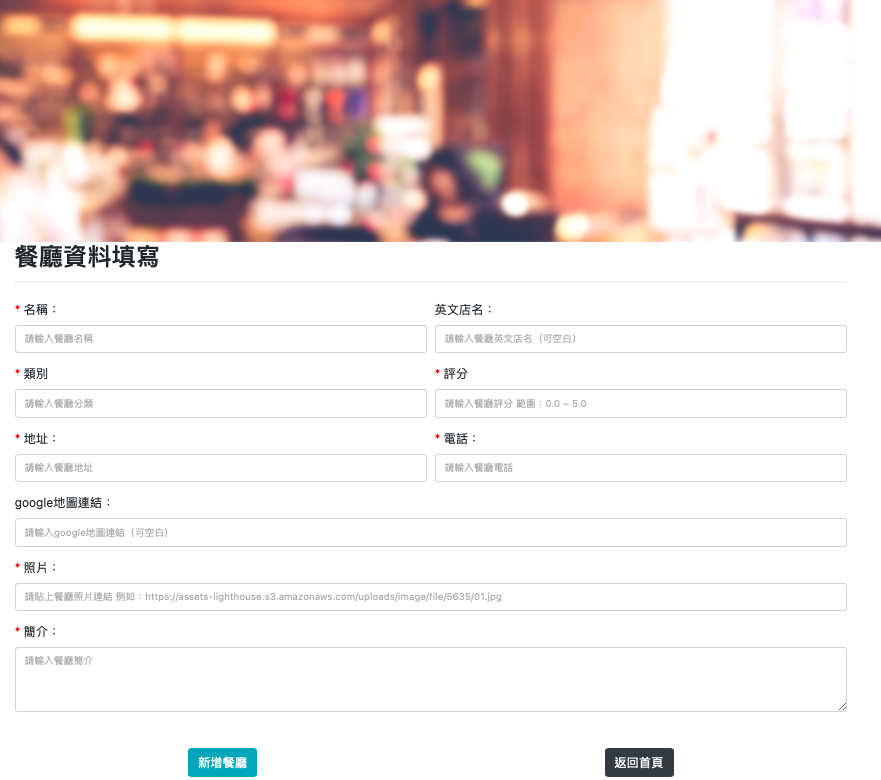 餐廳資料填寫
* 名稱：
英文店名：
請輸入餐廳名稱
請輸入餐廳英文店名（可空白）
* 類別
* 評分
請輸入餐廳分類
請輸入餐廳評分 範圍：0.0 ~ 5.0
* 地址：
* 電話：
請輸入餐廳地址
請輸入餐廳電話
google地圖連結：
請輸入google地圖連結（可空白）
* 照片：
請貼上餐廳照片連結 例如：https://assets-lighthouse.s3.amazonaws.com/uploads/image/file/5635/01.jpg
* 簡介：
請輸入餐廳簡介
新增餐廳
返回首頁